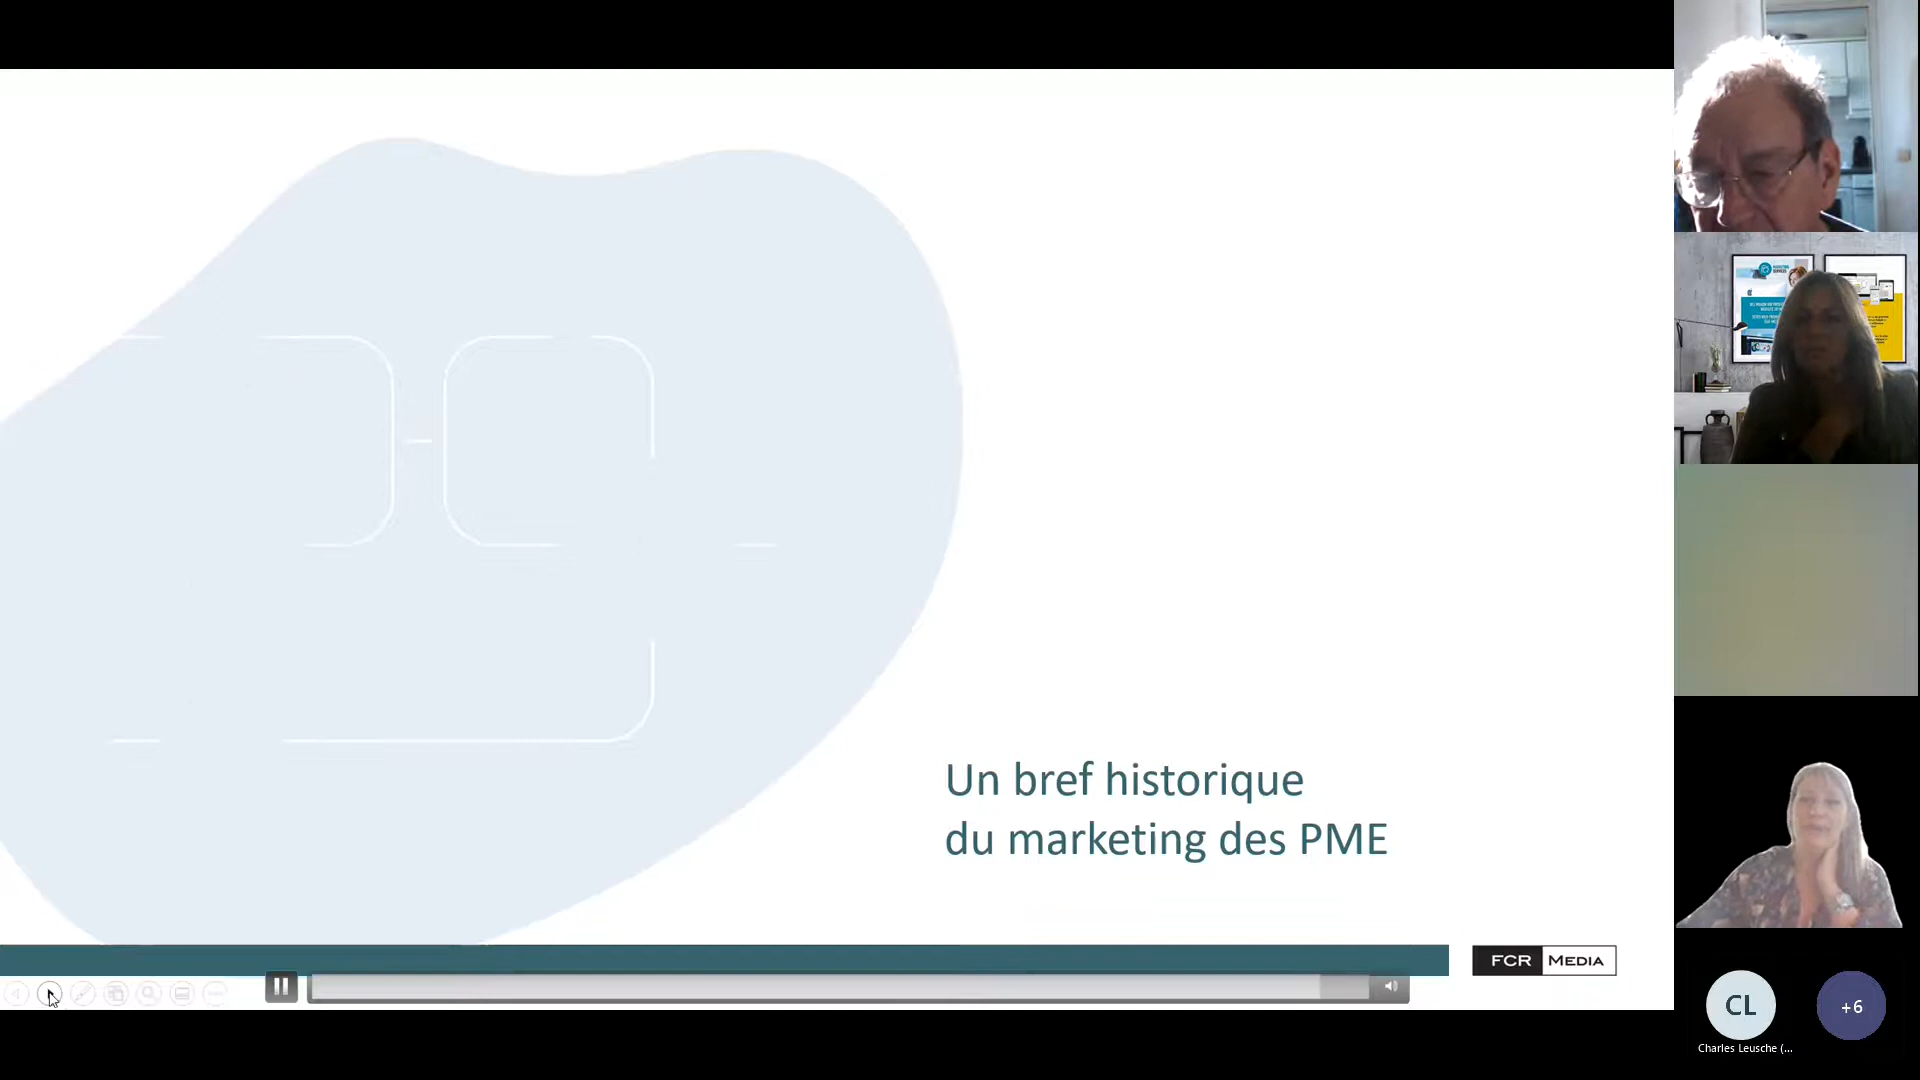 Un bref historique
du marketing des PME
FCR MEDIA
CL
+6
Charles Leusche (...